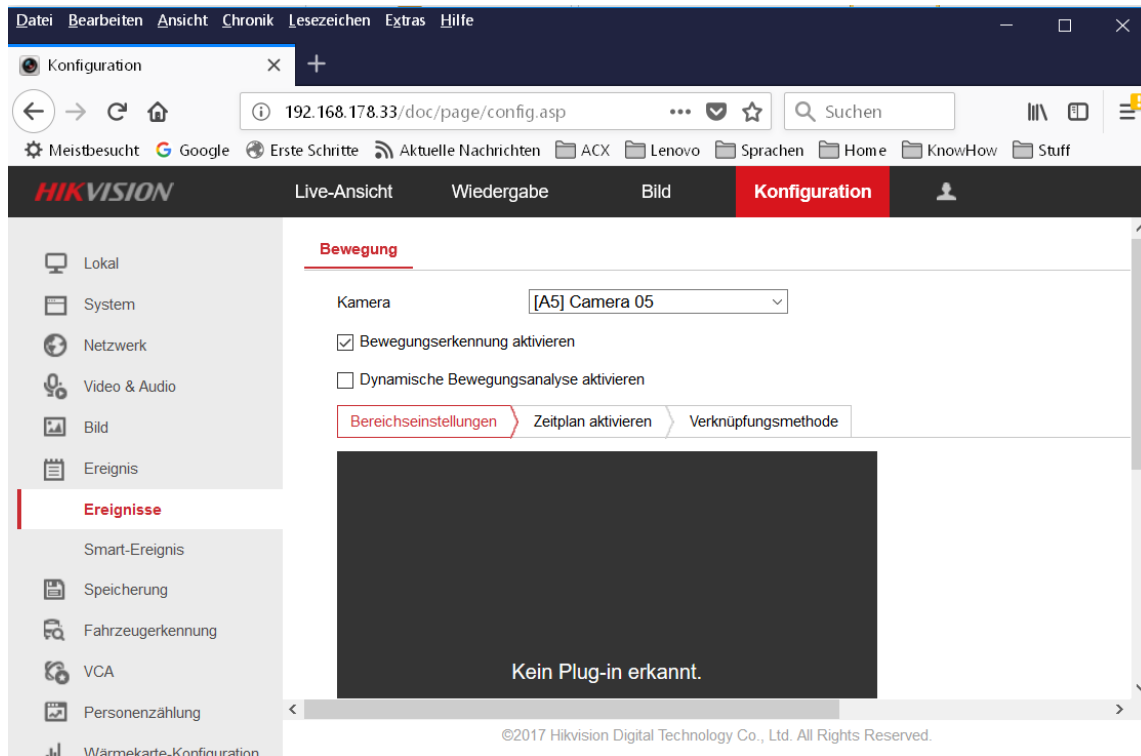 Datei Bearbeiten Ansicht Chronik Lesezeichen Extras Hilfe
Konfiguration
192.168.178.33/doc/page/config.asp
Suchen
Meistbesucht Google Erste Schritte Aktuelle Nachrichten ACX Lenovo Sprachen Home KnowHow Stuff
HIKVISION Live-Ansicht Wiedergabe Bild Konfiguration
Lokal
System
Netzwerk
Video & Audio
Bild
Ereignis
Ereignisse
Smart-Ereignis
Speicherung
Fahrzeugerkennung
VCA
Personenzählung
Wärmekarte-Konfiguration
Bewegung
Kamera [A5] Camera 05
Bewegungserkennung aktivieren
Dynamische Bewegungsanalyse aktivieren
Bereichseinstellungen Zeitplan aktivieren Verknüpfungsmethode
Kein Plug-in erkannt.
©2017 Hikvision Digital Technology Co., Ltd. All Rights Reserved.